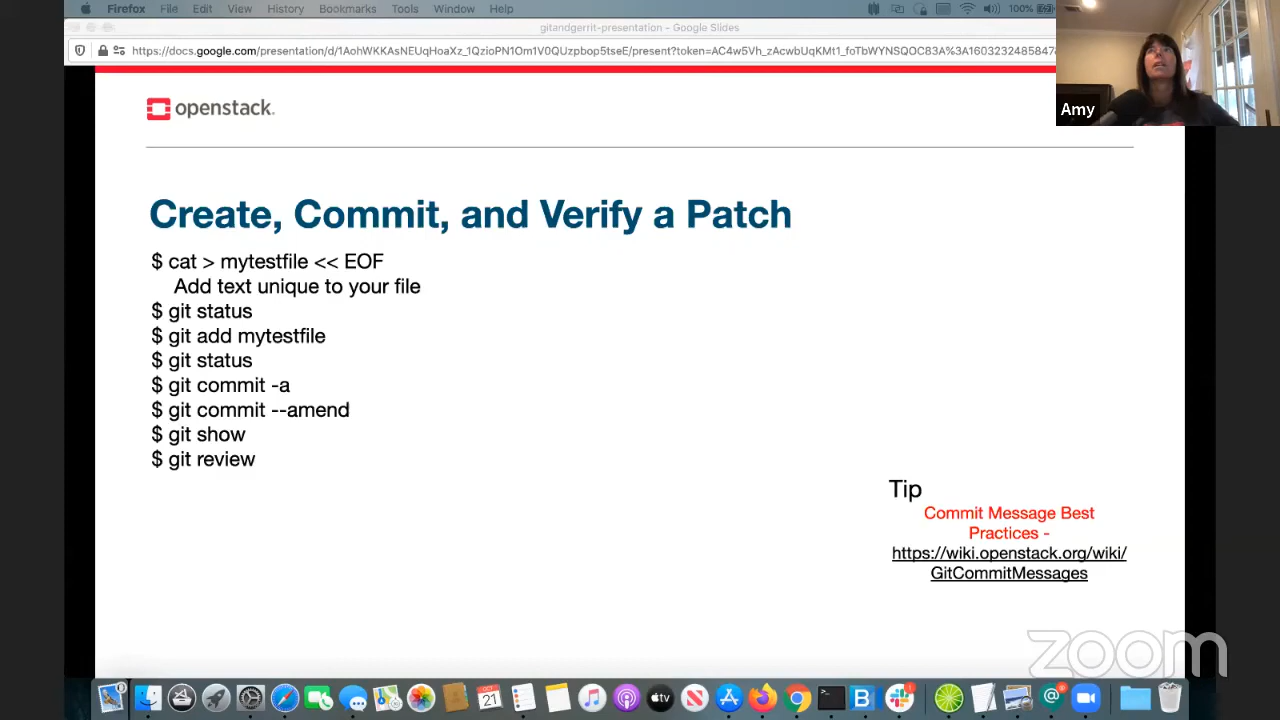 Firefox File Edit View History Bookmarks Tools Window Help
100%
gitandgerrit-presentation - Google Slides
openstack.
Amy
Create, Commit, and Verify a Patch
$ cat > mytestfile << EOF
Add text unique to your file
$ git status
$ git add mytestfile
$ git status
$ git commit -a
$ git commit --amend
$ git show
$ git review
Tip
Commit Message Best
Practices -
https://wiki.openstack.org/wiki/
GitCommitMessages
zoom
OCT
21
tv